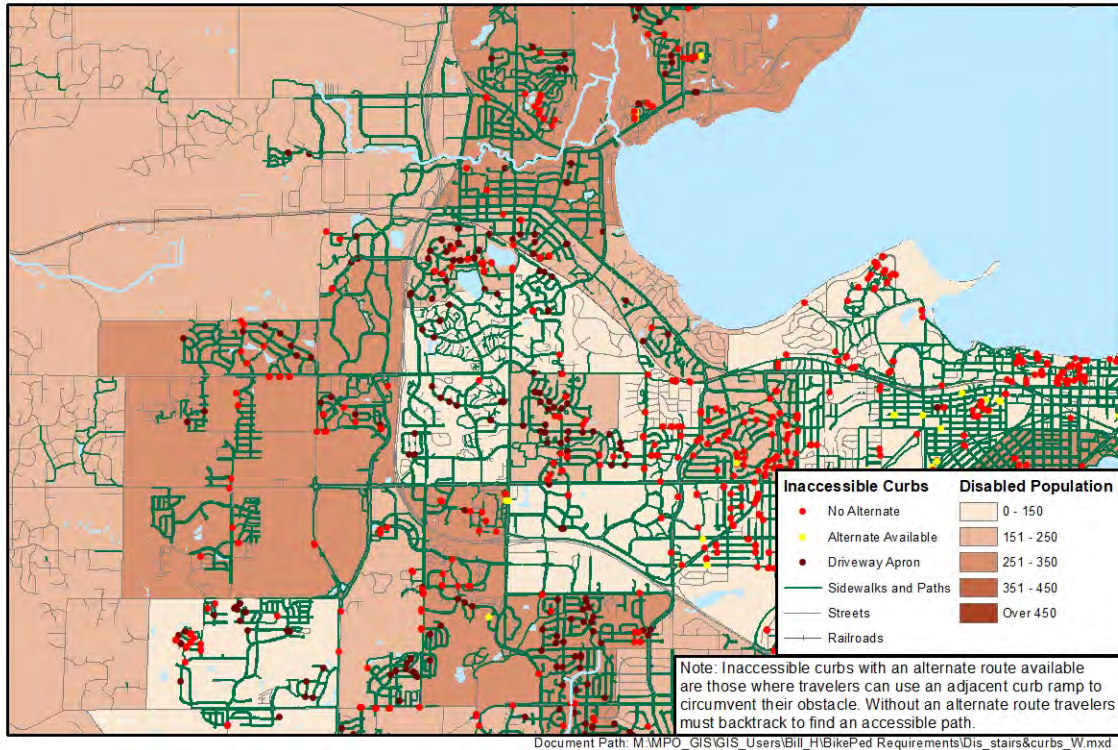 Inaccessible Curbs
No Alternate
Alternate Available
Driveway Apron
Sidewalks and Paths
Streets
Railroads
Disabled Population
0 - 150
151 - 250
251 - 350
351 - 450
Over 450
Note: Inaccessible curbs with an alternate route available
are those where travelers can use an adjacent curb ramp to
circumvent their obstacle. Without an alternate route travelers
must backtrack to find an accessible path.
Document Path: M:\MPO_GIS\GIS_Users\Bill_H\BikePed Requirements\Dis_stairs&curbs_W.mxd